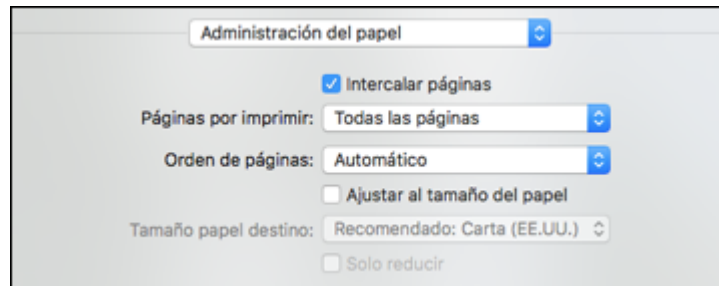 Administración del papel
Intercalar páginas
Páginas por imprimir: Todas las páginas
Orden de páginas: Automático
Ajustar al tamaño del papel
Tamaño papel destino: Recomendado: Carta (EE.UU.)
Solo reducir